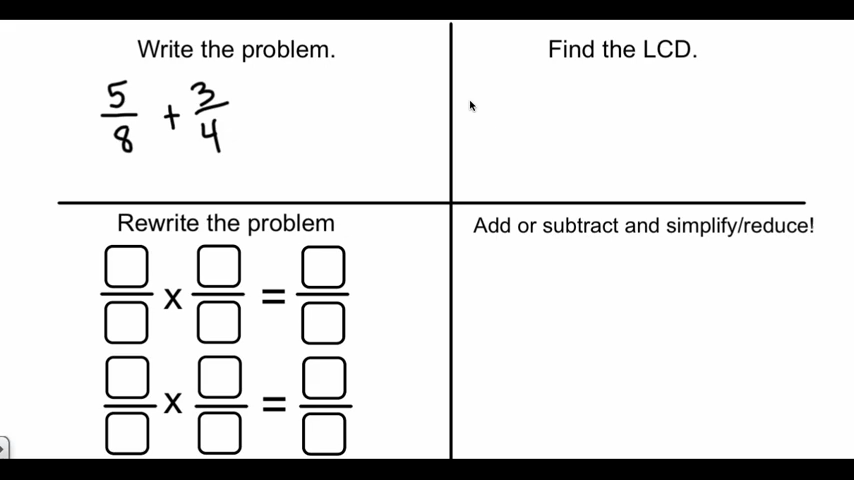 Write the problem.
5/8 + 3/4
Find the LCD.
Rewrite the problem
x =
x =
Add or subtract and simplify/reduce!